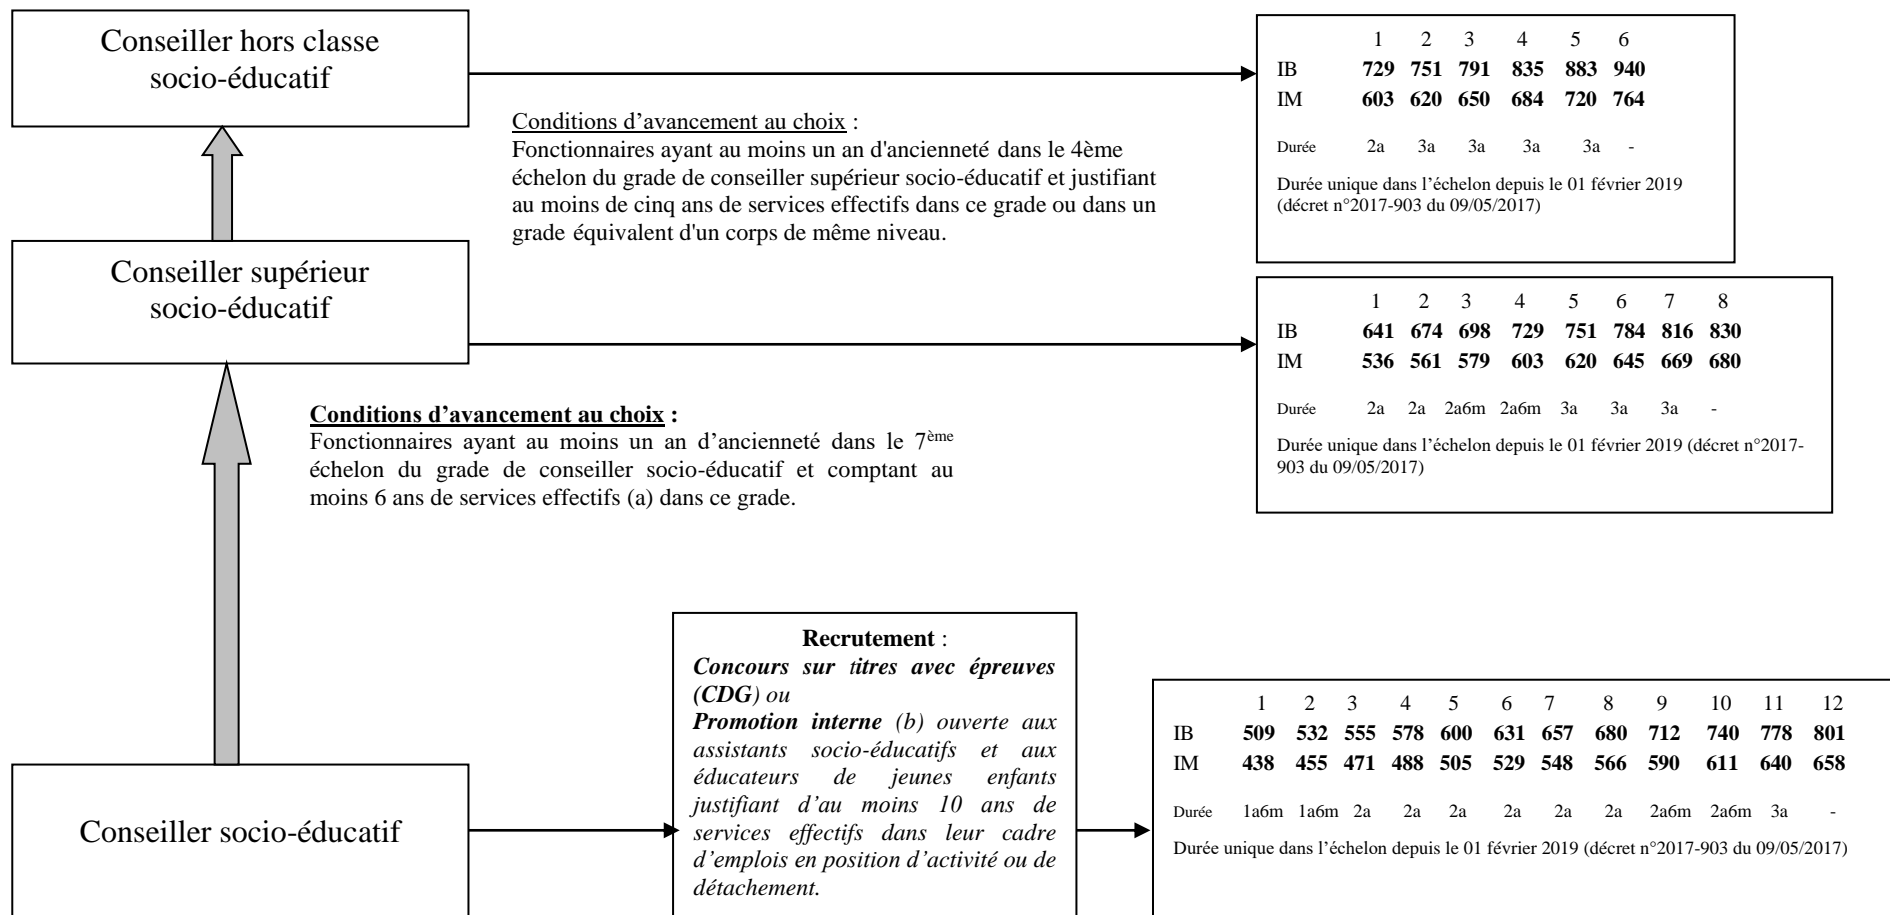 Conseiller hors classe
socio-éducatif
1 2 3 4 5 6
IB 729 751 791 835 883 940
IM 603 620 650 684 720 764
Durée 2a 3a 3a 3a 3a -
Durée unique dans l’échelon depuis le 01 février 2019
(décret n°2017-903 du 09/05/2017)
Conditions d’avancement au choix :
Fonctionnaires ayant au moins un an d'ancienneté dans le 4ème
échelon du grade de conseiller supérieur socio-éducatif et justifiant
au moins de cinq ans de services effectifs dans ce grade ou dans un
grade équivalent d'un corps de même niveau.
Conseiller supérieur
socio-éducatif
1 2 3 4 5 6 7 8
IB 641 674 698 729 751 784 816 830
IM 536 561 579 603 620 645 669 680
Durée 2a 2a 2a6m 2a6m 3a 3a 3a -
Durée unique dans l’échelon depuis le 01 février 2019 (décret n°2017-
903 du 09/05/2017)
Conditions d’avancement au choix :
Fonctionnaires ayant au moins un an d’ancienneté dans le 7ème
échelon du grade de conseiller socio-éducatif et comptant au
moins 6 ans de services effectifs (a) dans ce grade.
Conseiller socio-éducatif
Recrutement :
Concours sur titres avec épreuves
(CDG) ou
Promotion interne (b) ouverte aux
assistants socio-éducatifs et aux
éducateurs de jeunes enfants
justifiant d’au moins 10 ans de
services effectifs dans leur cadre
d’emplois en position d’activité ou de
détachement.
1 2 3 4 5 6 7 8 9 10 11 12
IB 509 532 555 578 600 631 657 680 712 740 778 801
IM 438 455 471 488 505 529 548 566 590 611 640 658
Durée 1a6m 1a6m 2a 2a 2a 2a 2a 2a 2a6m 2a6m 3a -
Durée unique dans l’échelon depuis le 01 février 2019 (décret n°2017-903 du 09/05/2017)